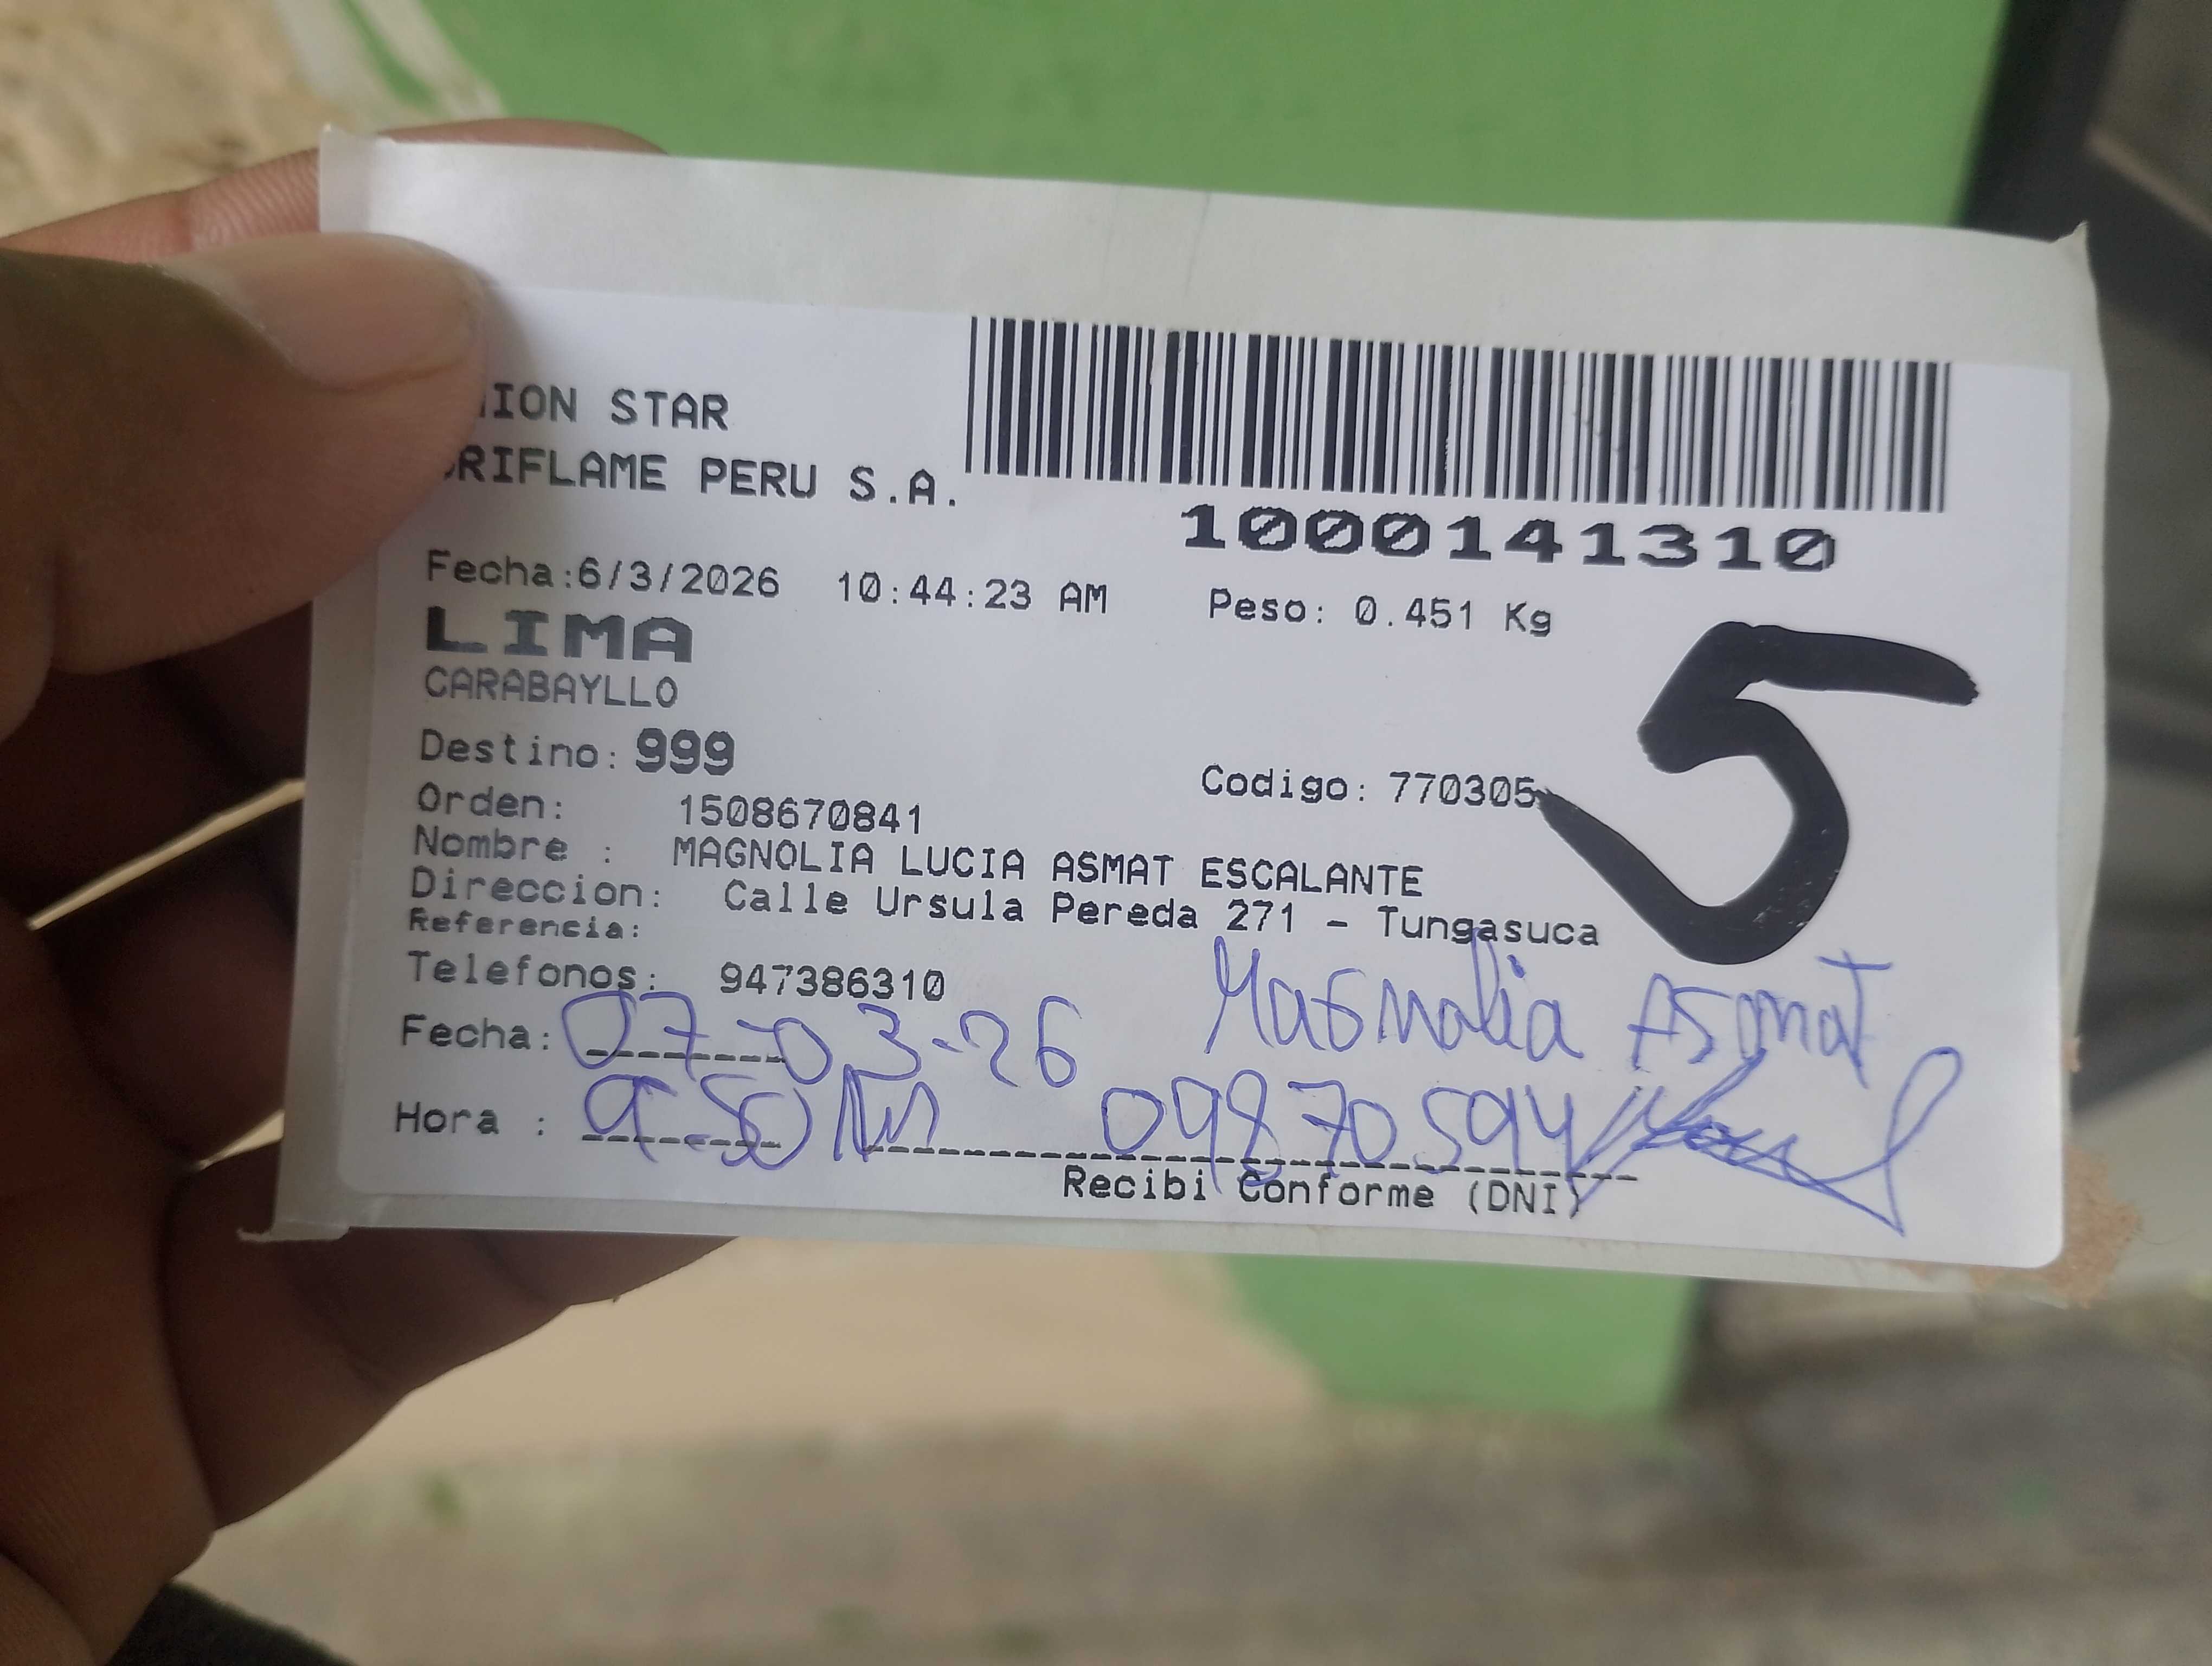 ION STAR
RIFLAME PERU S.A.
1000141310
Fecha:6/3/2026 10:44:23 AM Peso: 0.451 Kg
LIMA
CARABAYLLO
5
Destino: 999
Codigo: 770305
Orden: 1508670841
Nombre : MAGNOLIA LUCIA ASMAT ESCALANTE
Direccion: Calle Ursula Pereda 271 - Tungasuca
Referencia:
Telefonos: 947386310
Magnolia Asmat
Fecha: 07-03-26
Hora : 9:50 09870594
Recibi Conforme (DNI)